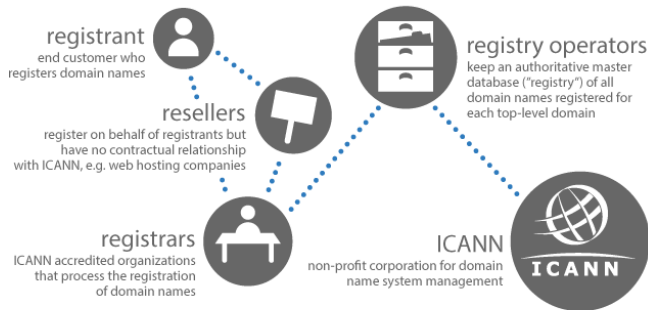 registrant
end customer who
registers domain names
resellers
register on behalf of registrants but
have no contractual relationship
with ICANN, e.g. web hosting companies
registrars
ICANN accredited organizations
that process the registration
of domain names
registry operators
keep an authoritative master
database ("registry") of all
domain names registered for
each top-level domain
ICANN
non-profit corporation for domain
name system management
ICANN